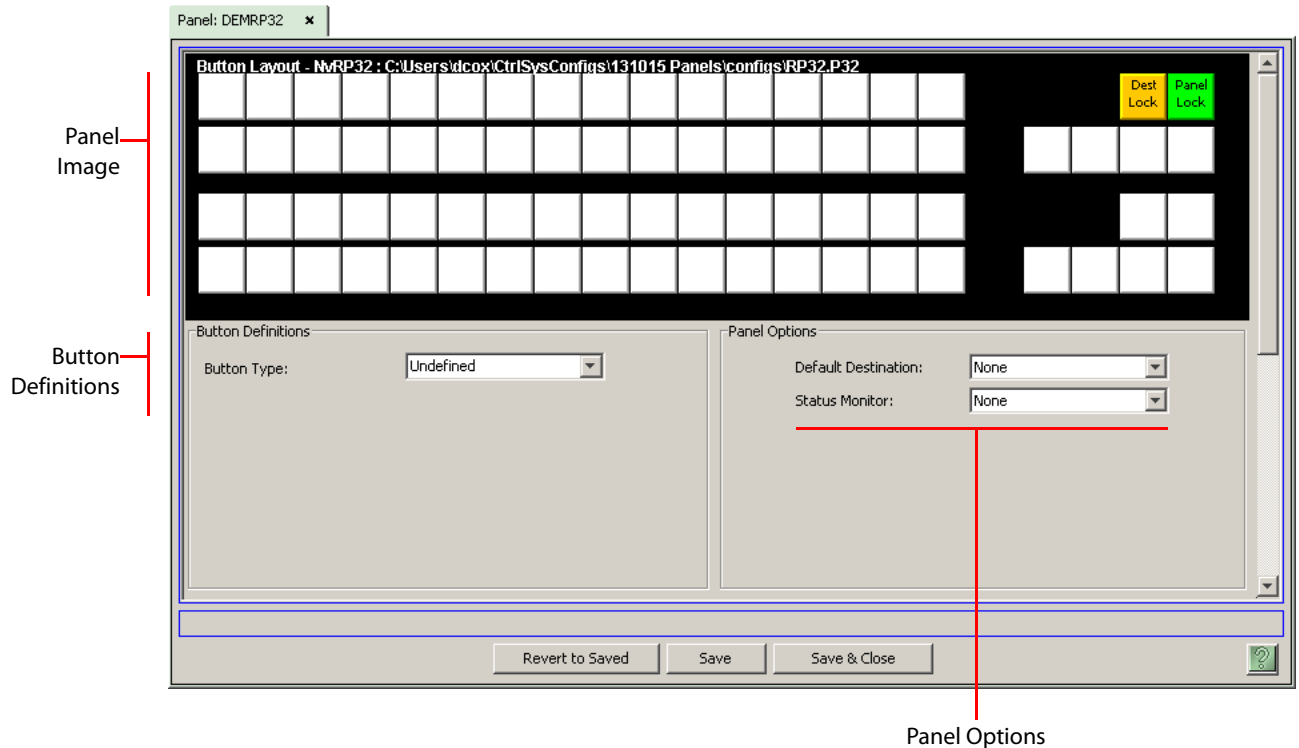 Panel: DEMRP32 ×
Button Layout - NvRP32 : C:\Users\dcox\CtrlSysConfigs\131015 Panels\configs\RP32.P32
Dest Lock
Panel Lock
Panel Image
Button Definitions
Button Definitions
Button Type: Undefined
Panel Options
Default Destination: None
Status Monitor: None
Revert to Saved
Save
Save & Close
?
Panel Options